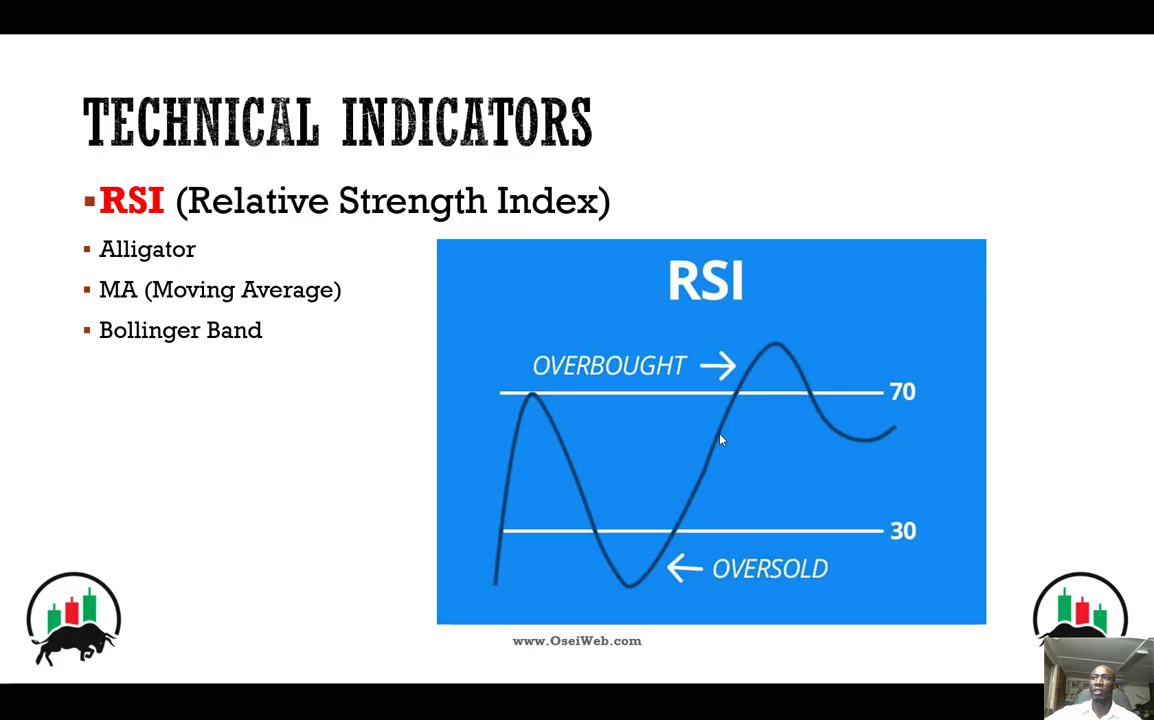 TECHNICAL INDICATORS
▪RSI (Relative Strength Index)
▪ Alligator
▪ MA (Moving Average)
▪ Bollinger Band
RSI
OVERBOUGHT →
70
30
← OVERSOLD
www.OseiWeb.com